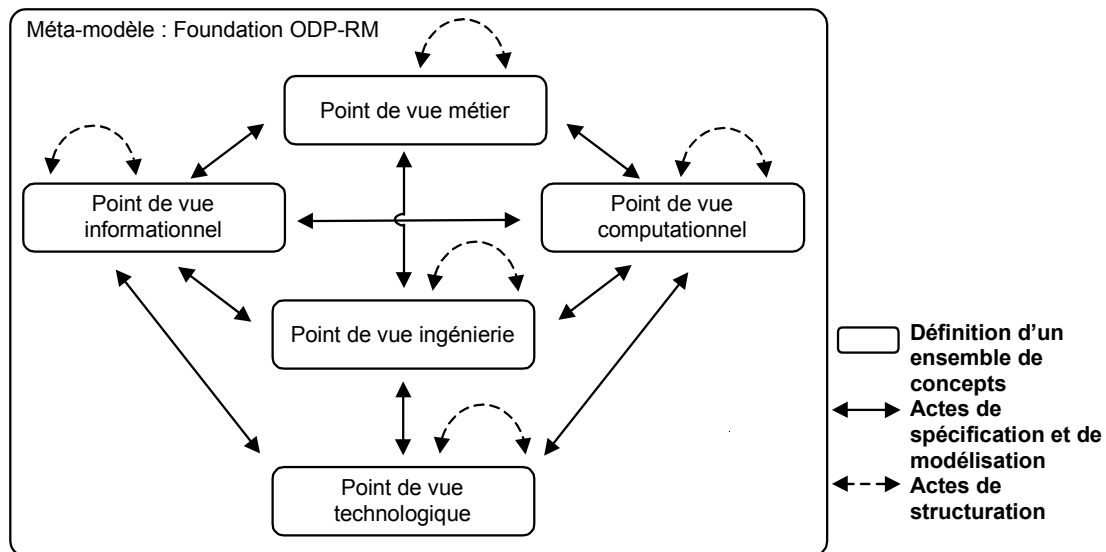 Méta-modèle : Foundation ODP-RM
Point de vue métier
Point de vue
informationnel
Point de vue
computationnel
Point de vue ingénierie
Point de vue
technologique
Définition d’un
ensemble de
concepts
Actes de
spécification et de
modélisation
Actes de
structuration